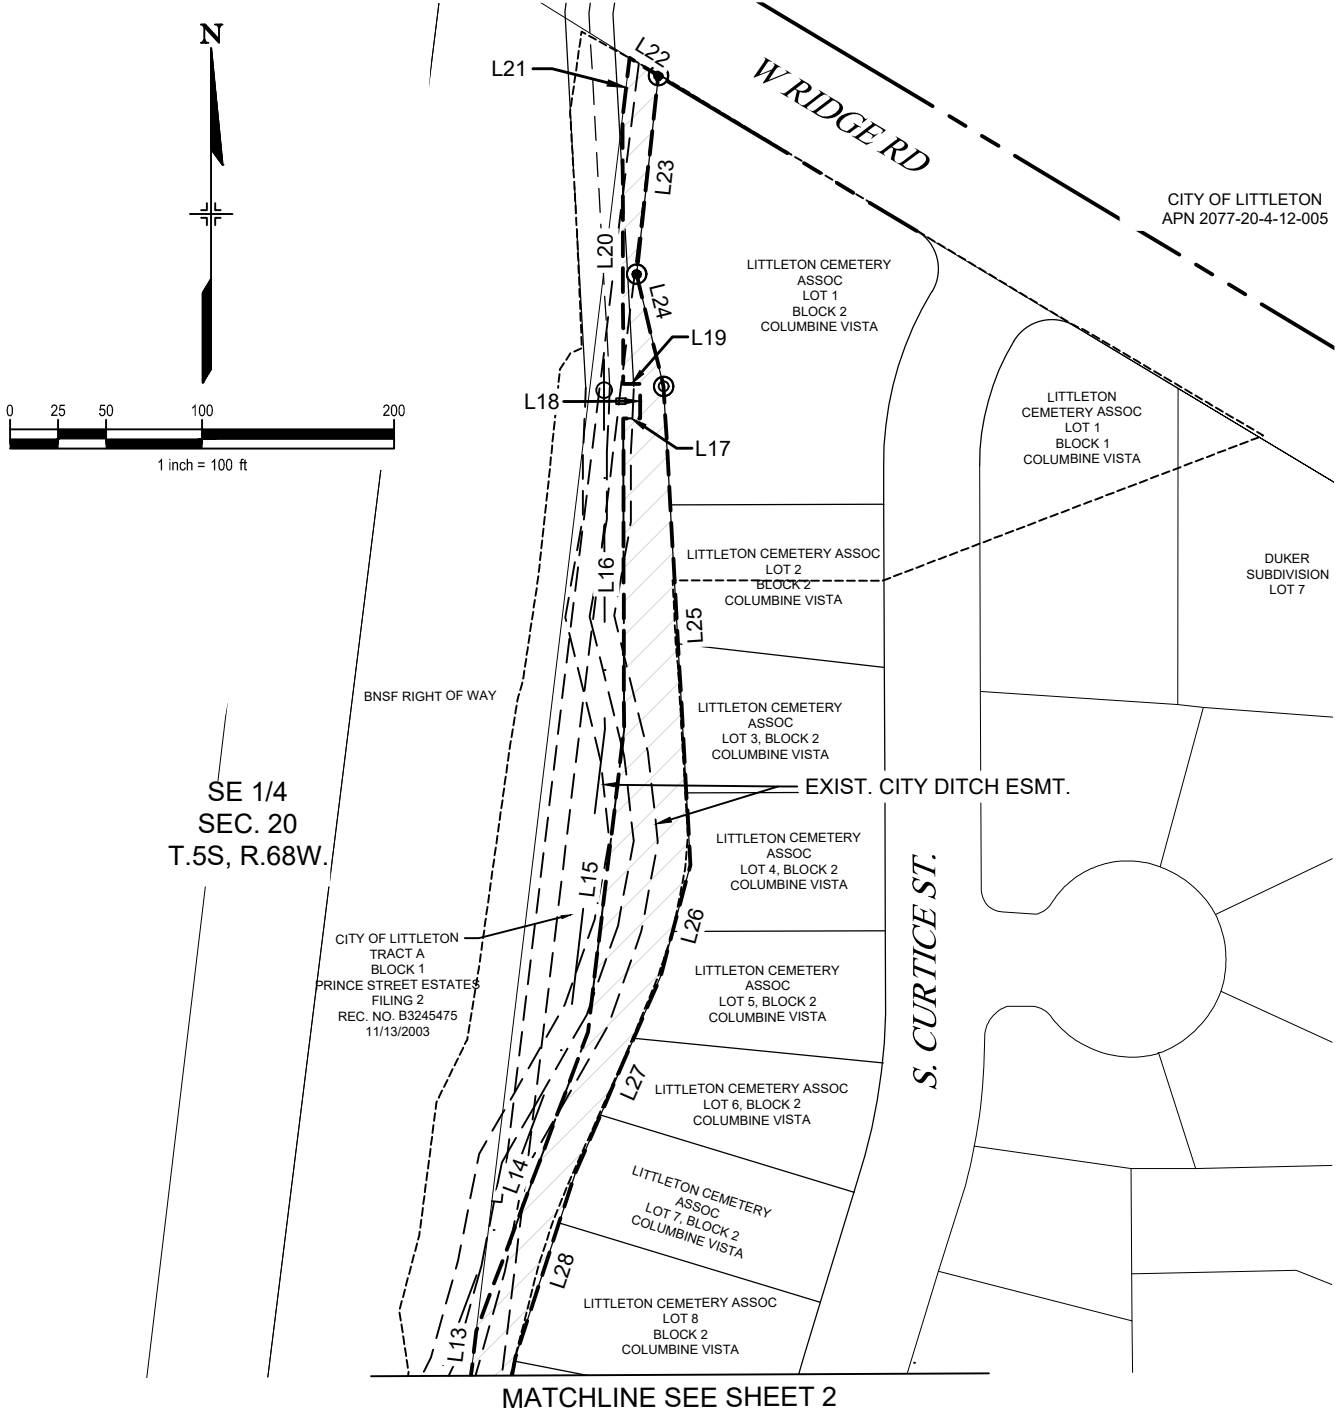 N
L22
L21
W RIDGE RD
L23
CITY OF LITTLETON
APN 2077-20-4-12-005
L20
LITTLETON CEMETERY
ASSOC
LOT 1
BLOCK 2
COLUMBINE VISTA
L24
L19
L18
L17
0 25 50 100 200
1 inch = 100 ft
LITTLETON
CEMETERY ASSOC
LOT 1
BLOCK 1
COLUMBINE VISTA
L16
LITTLETON CEMETERY ASSOC
LOT 2
BLOCK 2
COLUMBINE VISTA
DUKER
SUBDIVISION
LOT 7
L25
BNSF RIGHT OF WAY
LITTLETON CEMETERY
ASSOC
LOT 3, BLOCK 2
COLUMBINE VISTA
EXIST. CITY DITCH ESMT.
SE 1/4
SEC. 20
T.5S, R.68W.
LITTLETON CEMETERY
ASSOC
LOT 4, BLOCK 2
COLUMBINE VISTA
L15
L26
S. CURTICE ST.
CITY OF LITTLETON
TRACT A
BLOCK 1
PRINCE STREET ESTATES
FILING 2
REC. NO. B3245475
11/13/2003
LITTLETON CEMETERY
ASSOC
LOT 5, BLOCK 2
COLUMBINE VISTA
L27
LITTLETON CEMETERY ASSOC
LOT 6, BLOCK 2
COLUMBINE VISTA
L14
LITTLETON CEMETERY
ASSOC
LOT 7, BLOCK 2
COLUMBINE VISTA
L28
LITTLETON CEMETERY ASSOC
LOT 8
BLOCK 2
COLUMBINE VISTA
L13
MATCHLINE SEE SHEET 2